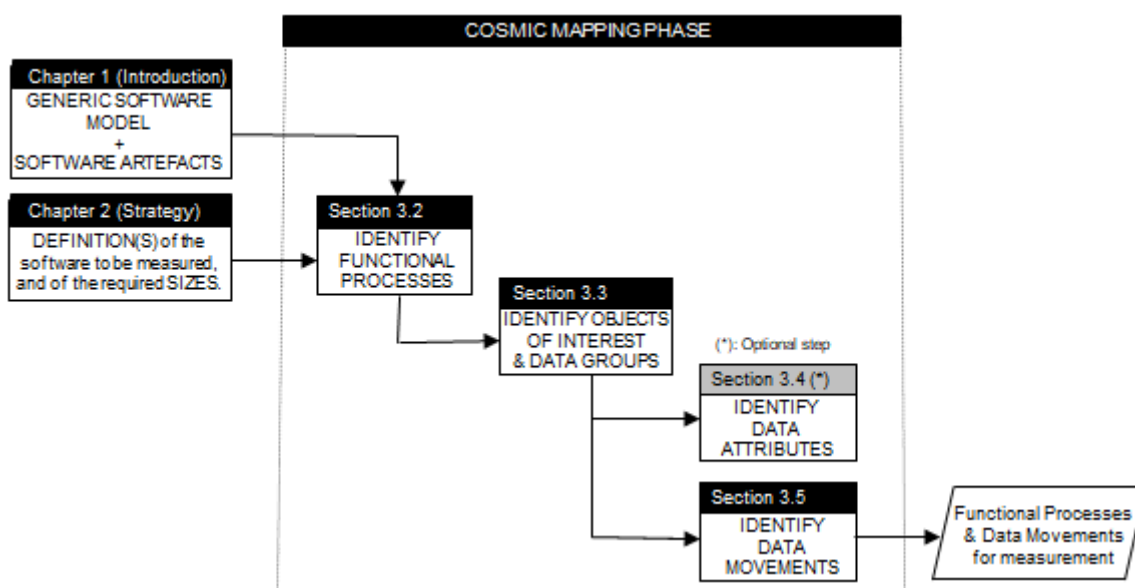 COSMIC MAPPING PHASE
Chapter 1 (Introduction)
GENERIC SOFTWARE
MODEL
+
SOFTWARE ARTEFACTS
Chapter 2 (Strategy)
DEFINITION(S) of the
software to be measured,
and of the required SIZES.
Section 3.2
IDENTIFY
FUNCTIONAL
PROCESSES
Section 3.3
IDENTIFY OBJECTS
OF INTEREST
& DATA GROUPS
(*): Optional step
Section 3.4 (*)
IDENTIFY
DATA
ATTRIBUTES
Section 3.5
IDENTIFY
DATA
MOVEMENTS
Functional Processes
& Data Movements
for measurement